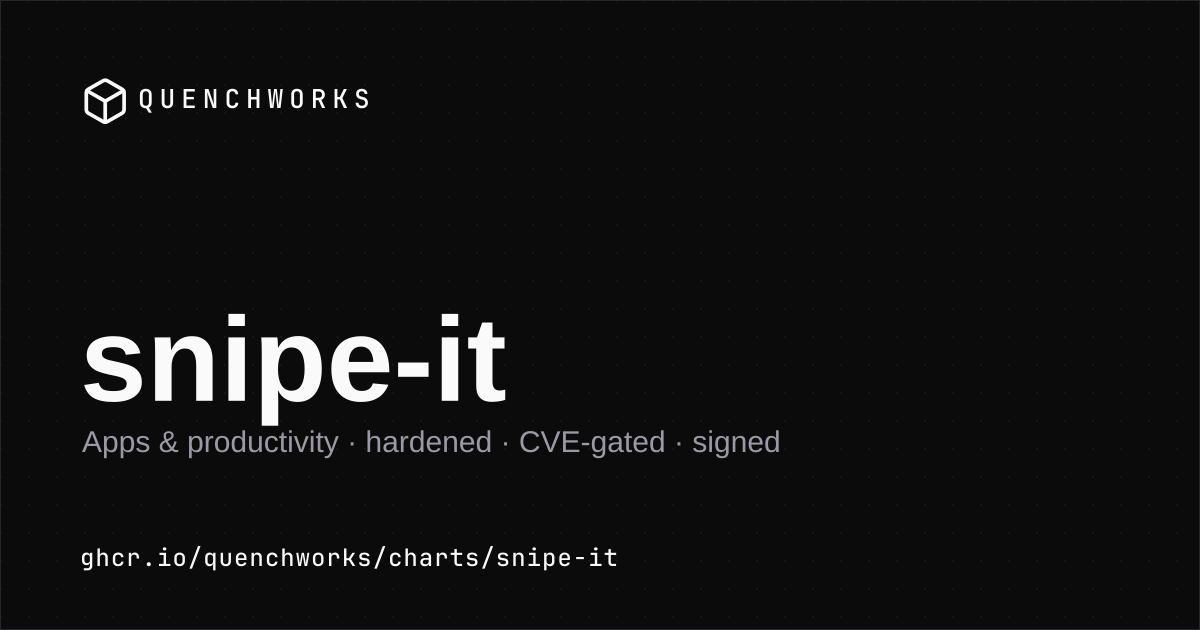 QUENCHWORKS
snipe-it
Apps & productivity · hardened · CVE-gated · signed
ghcr.io/quenchworks/charts/snipe-it